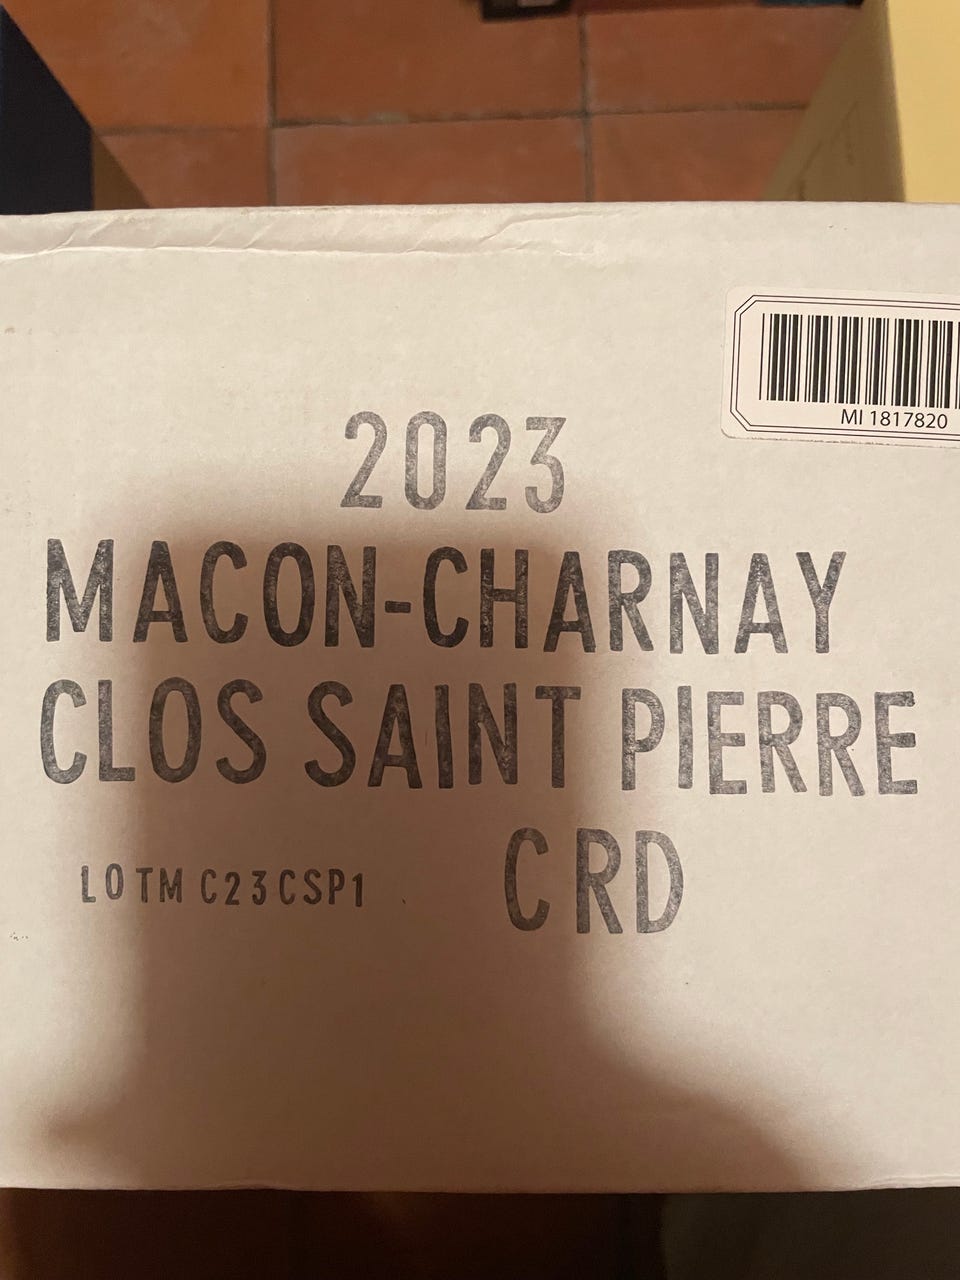 MI 1817820
2023
MACON-CHARNAY
CLOS SAINT PIERRE
LOTM C23CSP1 CRD